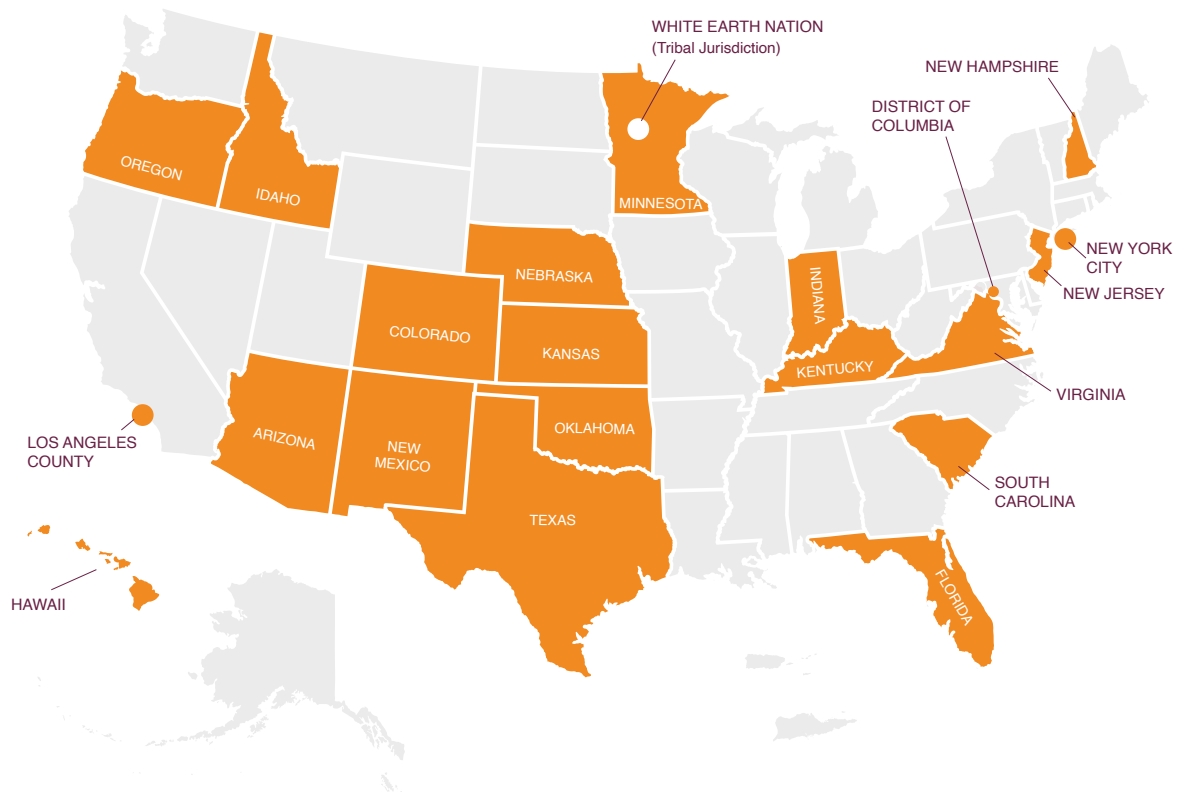 WHITE EARTH NATION
(Tribal Jurisdiction)
NEW HAMPSHIRE
DISTRICT OF
COLUMBIA
OREGON
IDAHO
MINNESOTA
NEW YORK
CITY
NEBRASKA
INDIANA
NEW JERSEY
COLORADO
KANSAS
KENTUCKY
VIRGINIA
LOS ANGELES
COUNTY
ARIZONA
NEW
MEXICO
OKLAHOMA
SOUTH
CAROLINA
TEXAS
FLORIDA
HAWAII